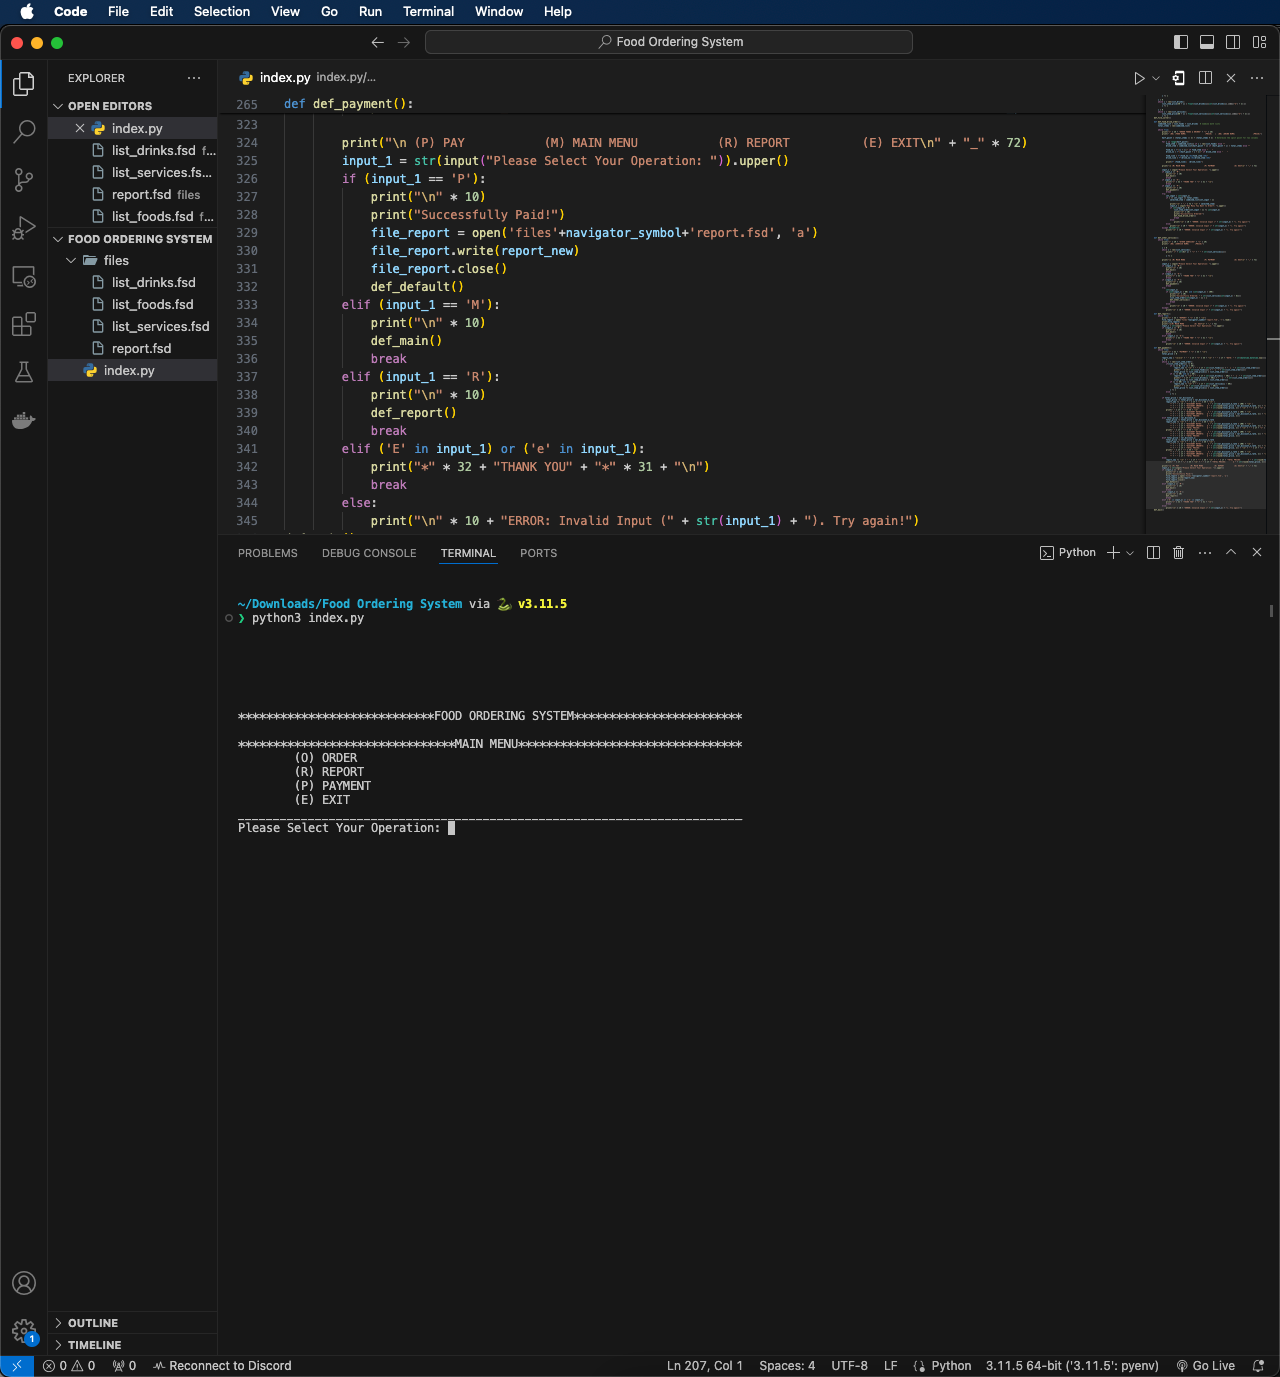 Code File Edit Selection View Go Run Terminal Window Help
Food Ordering System
EXPLORER
OPEN EDITORS
index.py
list_drinks.fsd f...
list_services.fs...
report.fsd files
list_foods.fsd f...
FOOD ORDERING SYSTEM
files
list_drinks.fsd
list_foods.fsd
list_services.fsd
report.fsd
index.py
OUTLINE
TIMELINE
index.py index.py/...
265 def def_payment():
323
324 print("\n (P) PAY (M) MAIN MENU (R) REPORT (E) EXIT\n" + "_" * 72)
325 input_1 = str(input("Please Select Your Operation: ")).upper()
326 if (input_1 == 'P'):
327 print("\n" * 10)
328 print("Successfully Paid!")
329 file_report = open('files'+navigator_symbol+'report.fsd', 'a')
330 file_report.write(report_new)
331 file_report.close()
332 def_default()
333 elif (input_1 == 'M'):
334 print("\n" * 10)
335 def_main()
336 break
337 elif (input_1 == 'R'):
338 print("\n" * 10)
339 def_report()
340 break
341 elif ('E' in input_1) or ('e' in input_1):
342 print("*" * 32 + "THANK YOU" + "*" * 31 + "\n")
343 break
344 else:
345 print("\n" * 10 + "ERROR: Invalid Input (" + str(input_1) + "). Try again!")
PROBLEMS DEBUG CONSOLE TERMINAL PORTS
Python
~/Downloads/Food Ordering System via 🐍 v3.11.5
❯ python3 index.py
****************************FOOD ORDERING SYSTEM************************
*******************************MAIN MENU********************************
(O) ORDER
(R) REPORT
(P) PAYMENT
(E) EXIT
________________________________________________________________________
Please Select Your Operation:
1
0 0 0 Reconnect to Discord Ln 207, Col 1 Spaces: 4 UTF-8 LF Python 3.11.5 64-bit ('3.11.5': pyenv) Go Live